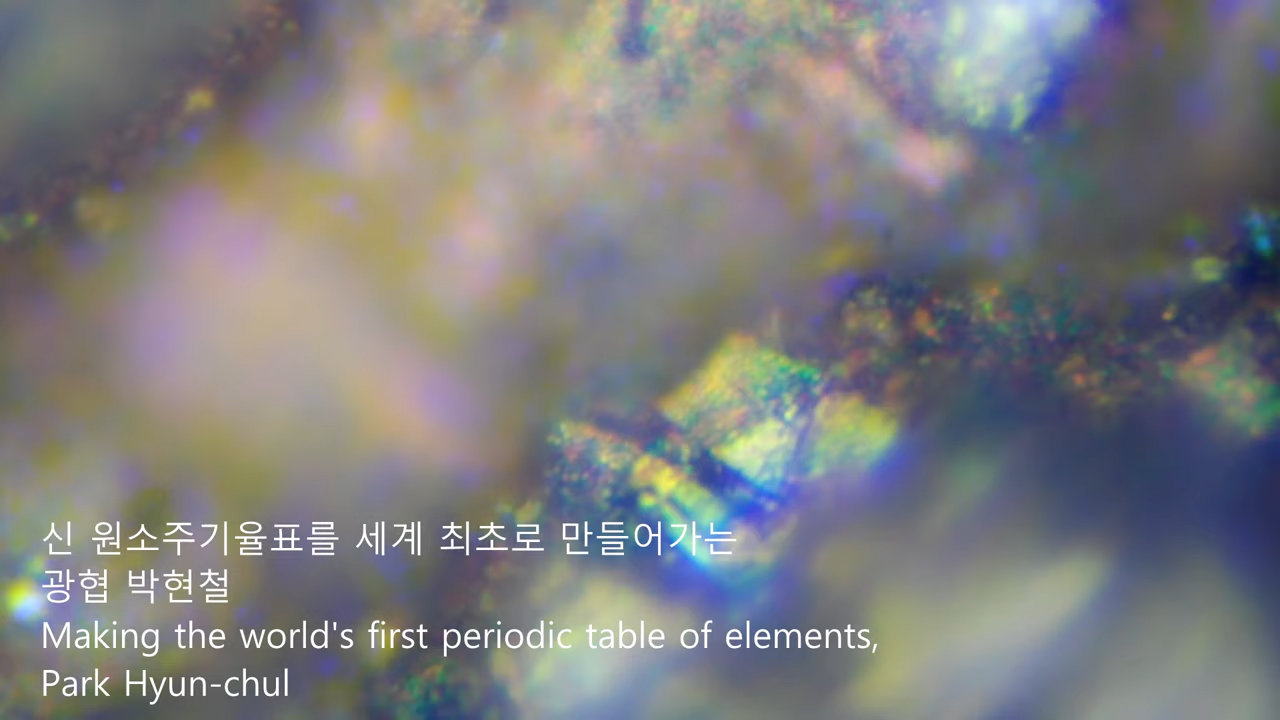 신 원소주기율표를 세계 최초로 만들어가는
광협 박현철
Making the world's first periodic table of elements,
Park Hyun-chul